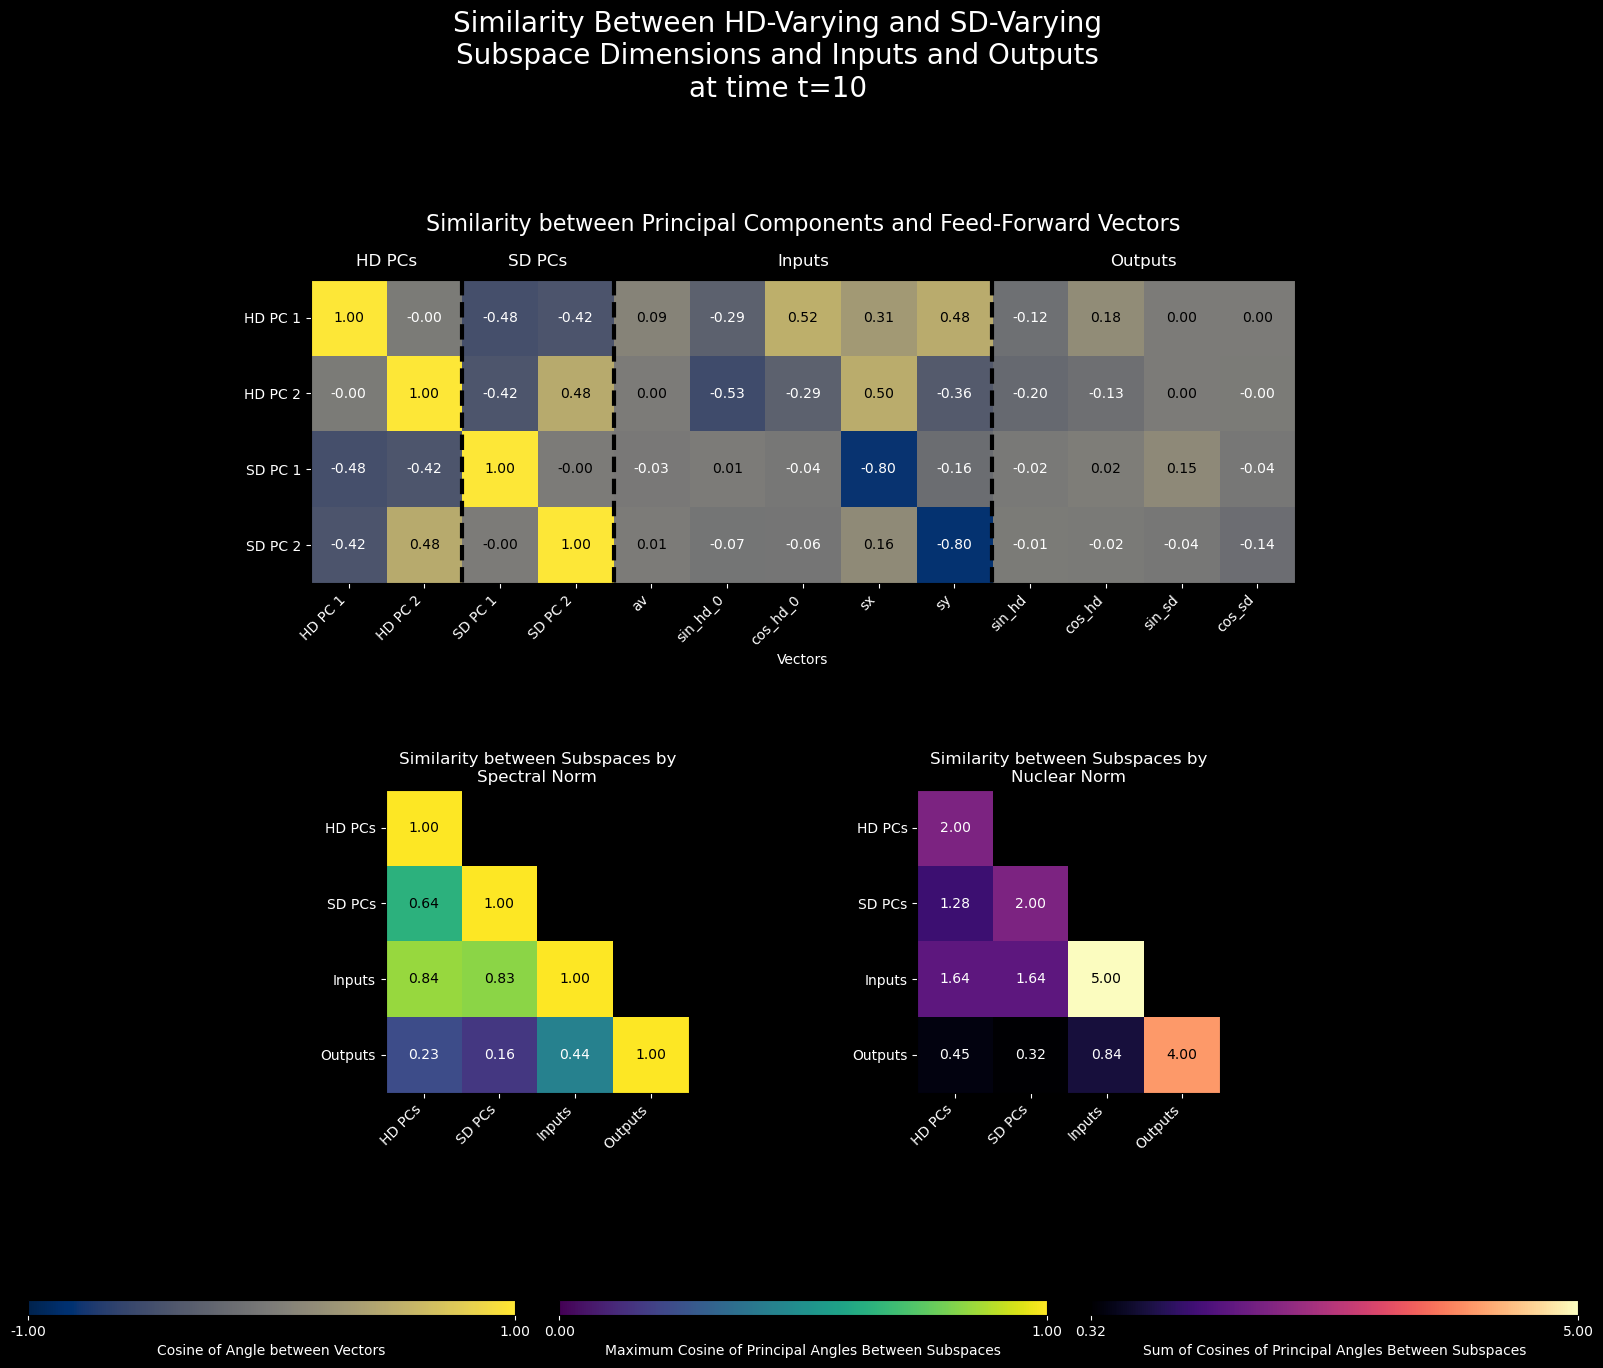 Similarity Between HD-Varying and SD-Varying
Subspace Dimensions and Inputs and Outputs
at time t=10
Similarity between Principal Components and Feed-Forward Vectors
HD PCs SD PCs Inputs Outputs
HD PC 1 1.00 -0.00 -0.48 -0.42 0.09 -0.29 0.52 0.31 0.48 -0.12 0.18 0.00 0.00
HD PC 2 -0.00 1.00 -0.42 0.48 0.00 -0.53 -0.29 0.50 -0.36 -0.20 -0.13 0.00 -0.00
SD PC 1 -0.48 -0.42 1.00 -0.00 -0.03 0.01 -0.04 -0.80 -0.16 -0.02 0.02 0.15 -0.04
SD PC 2 -0.42 0.48 -0.00 1.00 0.01 -0.07 -0.06 0.16 -0.80 -0.01 -0.02 -0.04 -0.14
HD PC 1 HD PC 2 SD PC 1 SD PC 2 av sin_hd_0 cos_hd_0 sx sy sin_hd cos_hd sin_sd cos_sd
Vectors
Similarity between Subspaces by
Spectral Norm
HD PCs 1.00
SD PCs 0.64 1.00
Inputs 0.84 0.83 1.00
Outputs 0.23 0.16 0.44 1.00
HD PCs SD PCs Inputs Outputs
Similarity between Subspaces by
Nuclear Norm
HD PCs 2.00
SD PCs 1.28 2.00
Inputs 1.64 1.64 5.00
Outputs 0.45 0.32 0.84 4.00
HD PCs SD PCs Inputs Outputs
-1.00 1.00
Cosine of Angle between Vectors
0.00 1.00
Maximum Cosine of Principal Angles Between Subspaces
0.32 5.00
Sum of Cosines of Principal Angles Between Subspaces